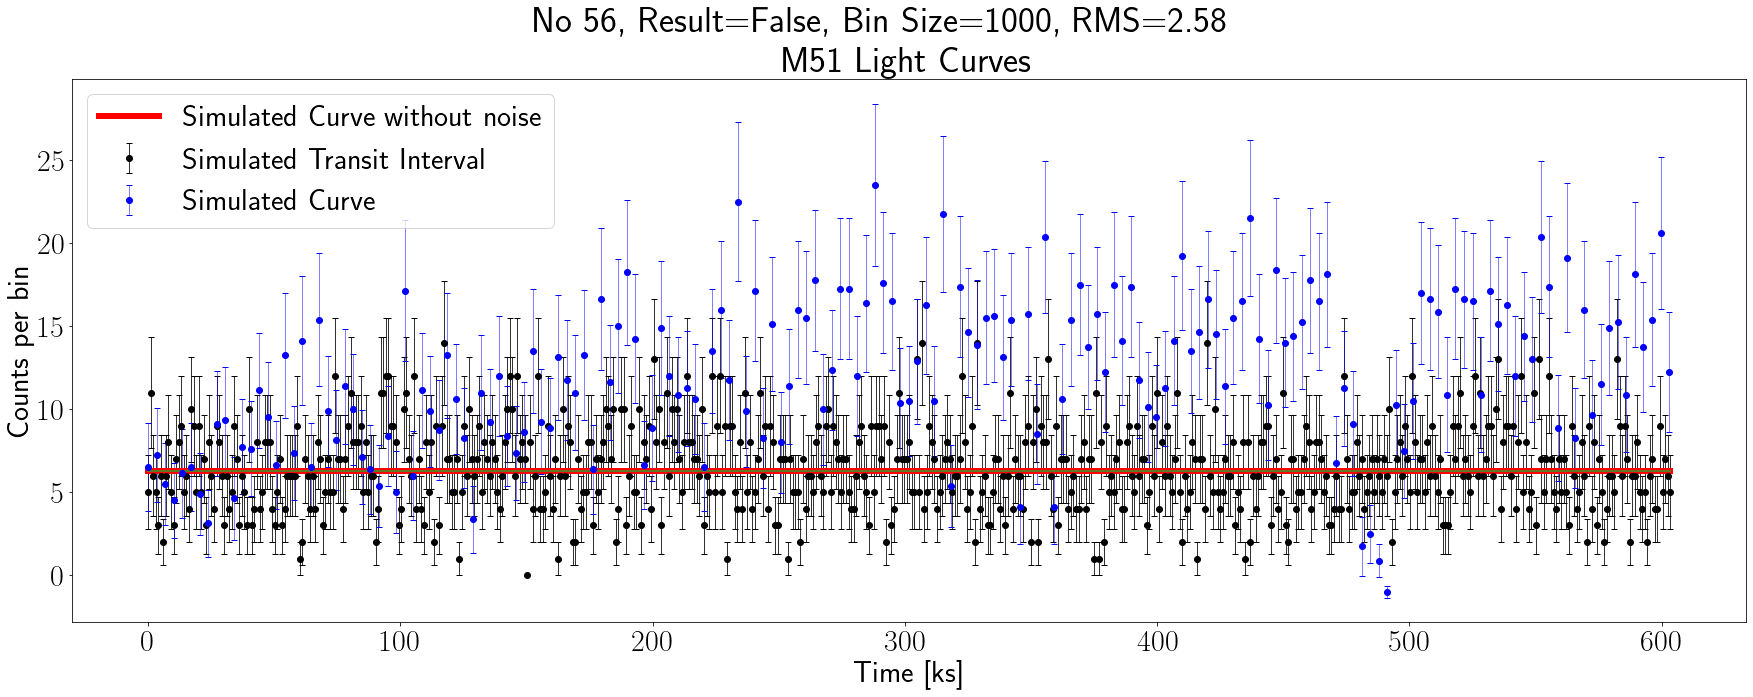 No 56, Result=False, Bin Size=1000, RMS=2.58
M51 Light Curves
Simulated Curve without noise
Simulated Transit Interval
Simulated Curve
Counts per bin
25
20
15
10
5
0
0 100 200 300 400 500 600
Time [ks]